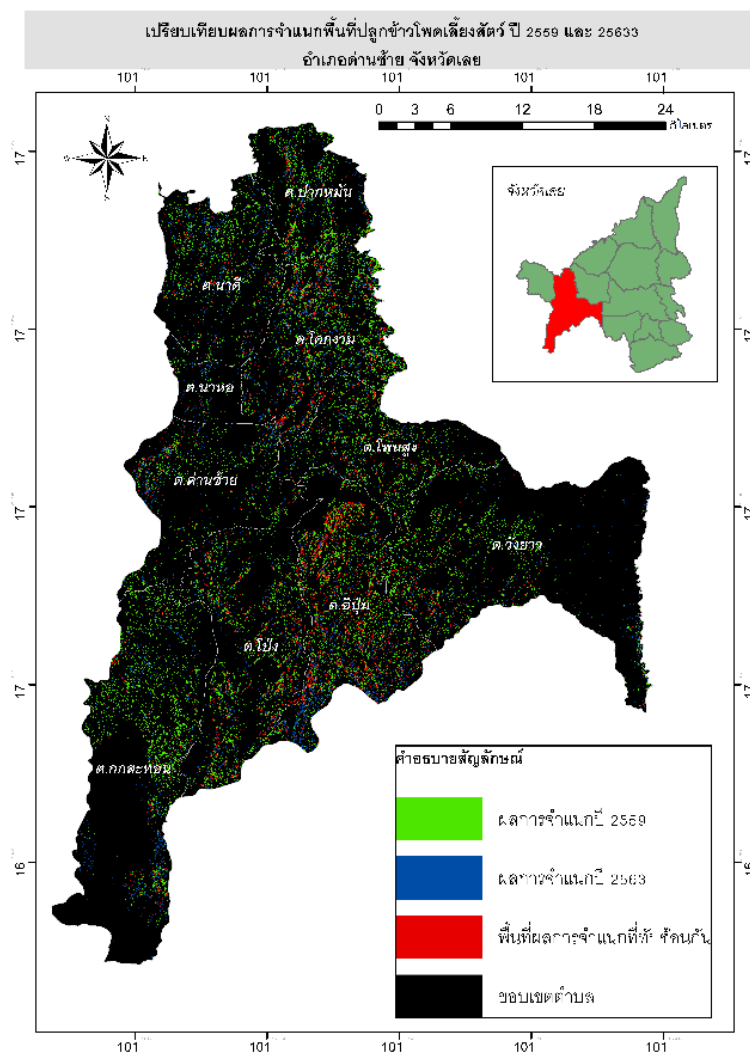 เปรียบเทียบผลการจำแนกพื้นที่ปลูกข้าวโพดเลี้ยงสัตว์ ปี 2559 และ 25633
อำเภอด่านซ้าย จังหวัดเลย
101 101 101 101 101
0 3 6 12 18 24
กิโลเมตร
N
W E
S
17
จังหวัดเลย
ต.ปากหมัน
ต.นาดี
17
ต.โคกงาม
ต.นาหอ
ต.โพนสูง
ต.ด่านซ้าย
17
ต.วังยาว
ต.อิปุ่ม
ต.โป่ง
17
ต.กกสะทอน
คำอธบายสัญลักษณ์
ผลการจำแนกปี 2559
16
ผลการจำแนกปี 2563
พื้นที่ผลการจำแนกที่ทับซ้อนกัน
ขอบเขตตำบล
101 101 101 101 101